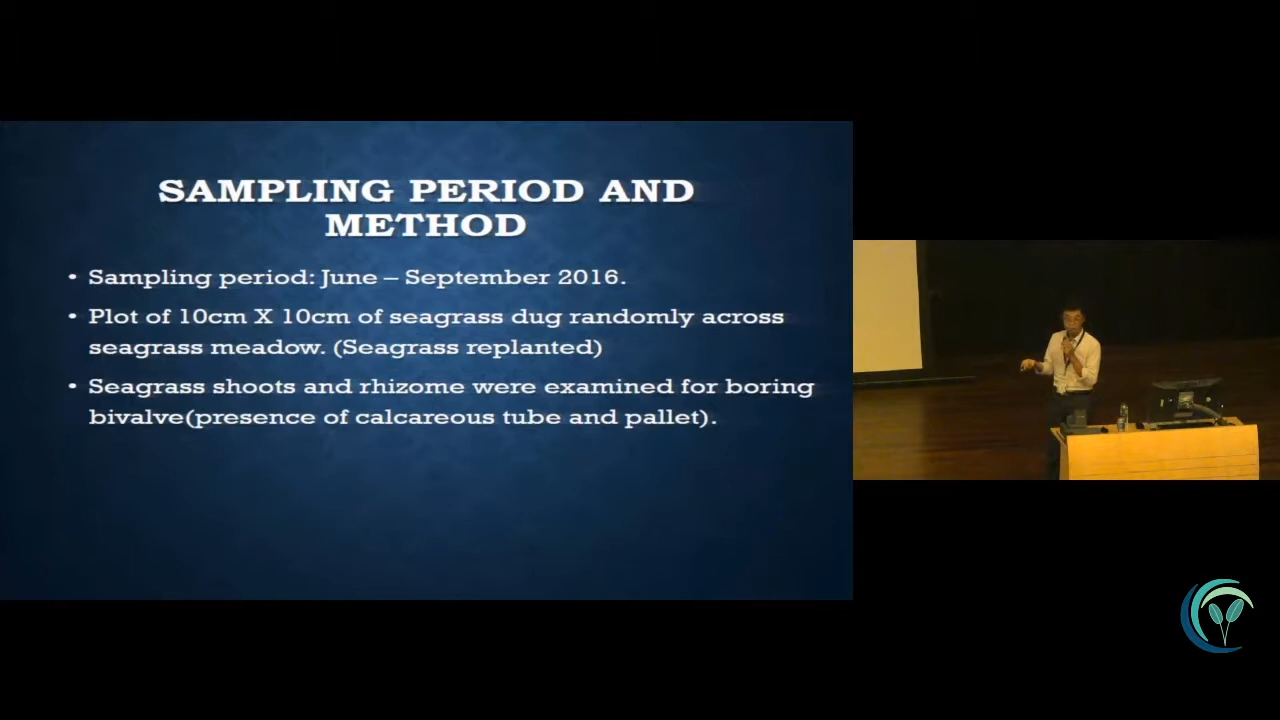 SAMPLING PERIOD AND
METHOD
• Sampling period: June – September 2016.
• Plot of 10cm X 10cm of seagrass dug randomly across
seagrass meadow. (Seagrass replanted)
• Seagrass shoots and rhizome were examined for boring
bivalve(presence of calcareous tube and pallet).